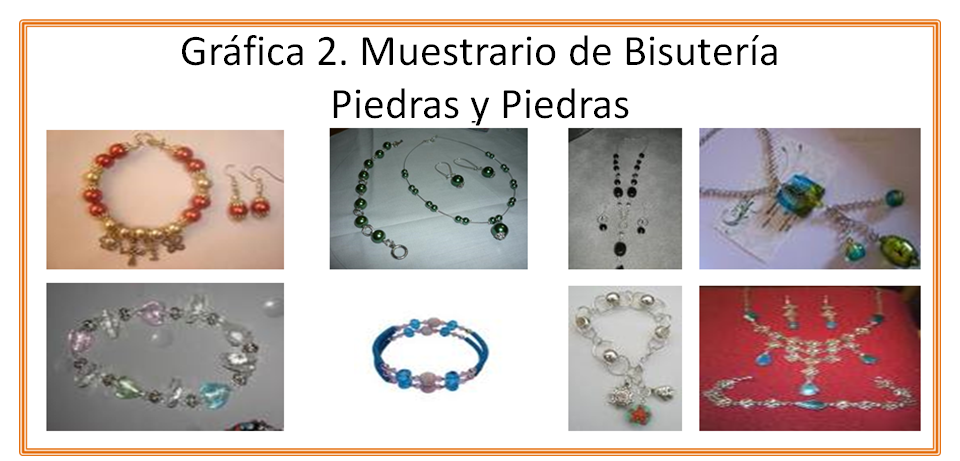 Gráfica 2. Muestrario de Bisutería
Piedras y Piedras